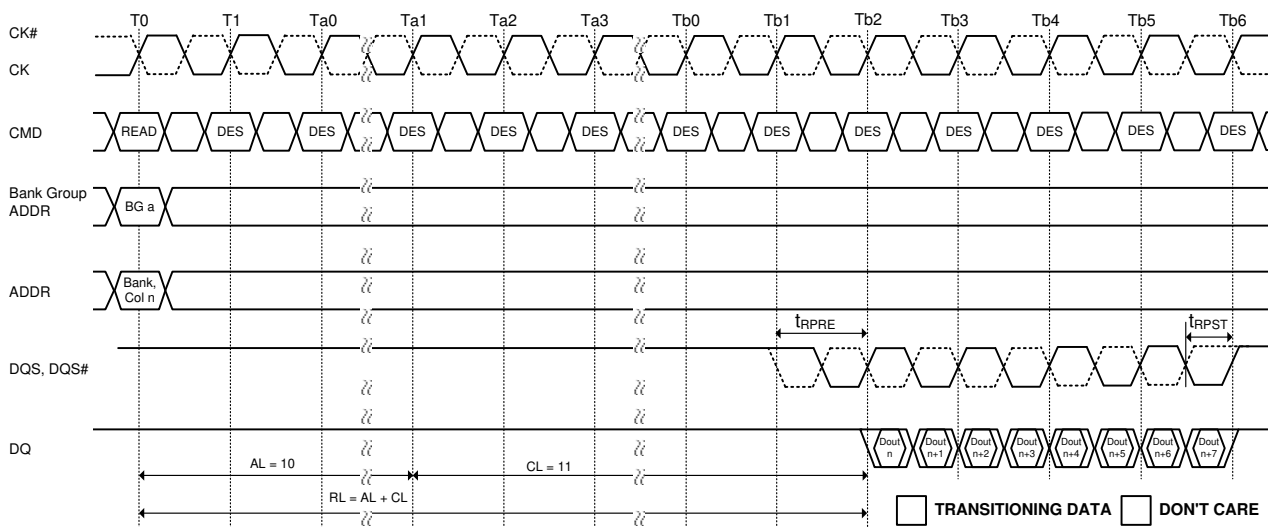 T0 T1 Ta0 Ta1 Ta2 Ta3 Tb0 Tb1 Tb2 Tb3 Tb4 Tb5 Tb6
CK#
CK
CMD READ DES DES DES DES DES DES DES DES DES DES DES DES
Bank Group
ADDR
BG a
ADDR
Bank,
Col n
tRPRE
tRPST
DQS, DQS#
DQ
Dout Dout Dout Dout Dout Dout Dout Dout
n n+1 n+2 n+3 n+4 n+5 n+6 n+7
AL = 10
CL = 11
RL = AL + CL
TRANSITIONING DATA
DON'T CARE